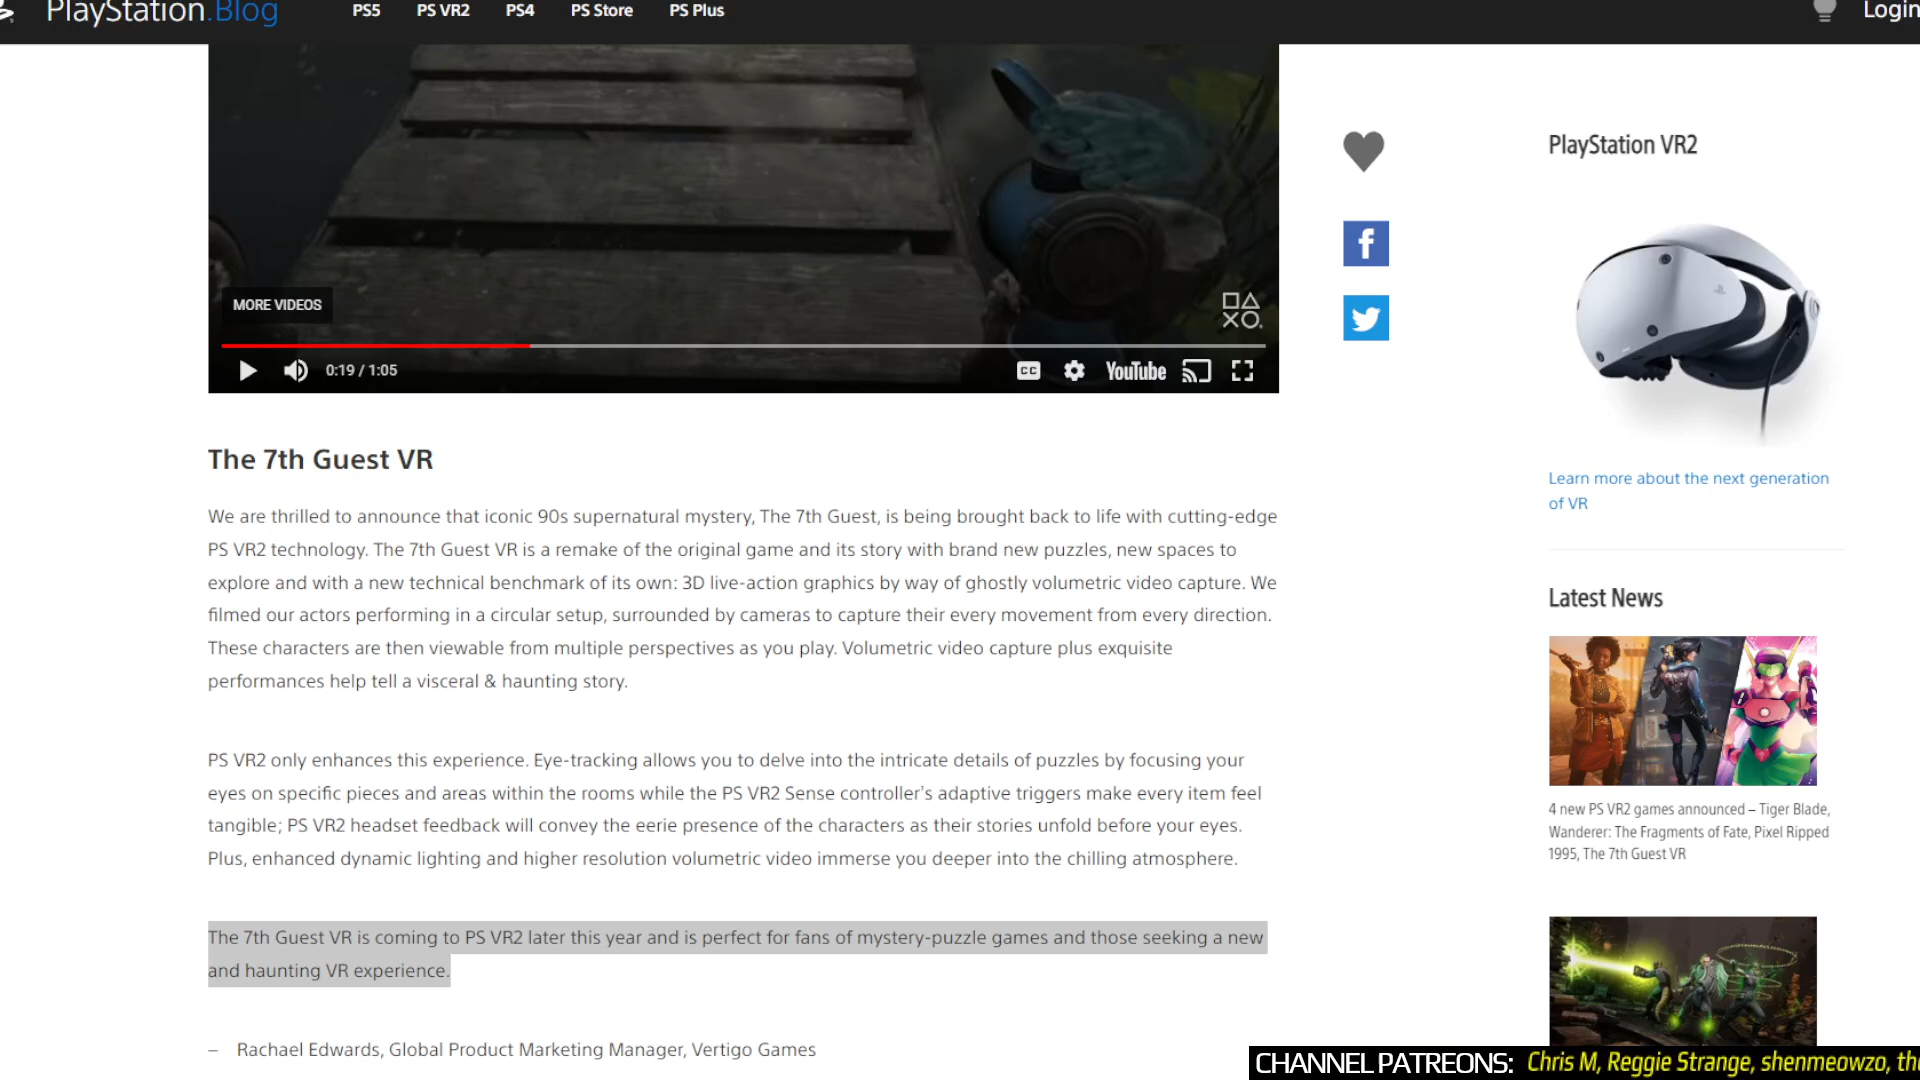 PlayStation.Blog PS5 PS VR2 PS4 PS Store PS Plus Login
MORE VIDEOS
0:19 / 1:05 CC YouTube
PlayStation VR2
Learn more about the next generation
of VR
The 7th Guest VR
We are thrilled to announce that iconic 90s supernatural mystery, The 7th Guest, is being brought back to life with cutting-edge
PS VR2 technology. The 7th Guest VR is a remake of the original game and its story with brand new puzzles, new spaces to
explore and with a new technical benchmark of its own: 3D live-action graphics by way of ghostly volumetric video capture. We
filmed our actors performing in a circular setup, surrounded by cameras to capture their every movement from every direction.
These characters are then viewable from multiple perspectives as you play. Volumetric video capture plus exquisite
performances help tell a visceral & haunting story.
PS VR2 only enhances this experience. Eye-tracking allows you to delve into the intricate details of puzzles by focusing your
eyes on specific pieces and areas within the rooms while the PS VR2 Sense controller's adaptive triggers make every item feel
tangible; PS VR2 headset feedback will convey the eerie presence of the characters as their stories unfold before your eyes.
Plus, enhanced dynamic lighting and higher resolution volumetric video immerse you deeper into the chilling atmosphere.
The 7th Guest VR is coming to PS VR2 later this year and is perfect for fans of mystery-puzzle games and those seeking a new
and haunting VR experience.
– Rachael Edwards, Global Product Marketing Manager, Vertigo Games
Latest News
4 new PS VR2 games announced – Tiger Blade,
Wanderer: The Fragments of Fate, Pixel Ripped
1995, The 7th Guest VR
CHANNEL PATREONS: Chris M, Reggie Strange, shenmeowzo,